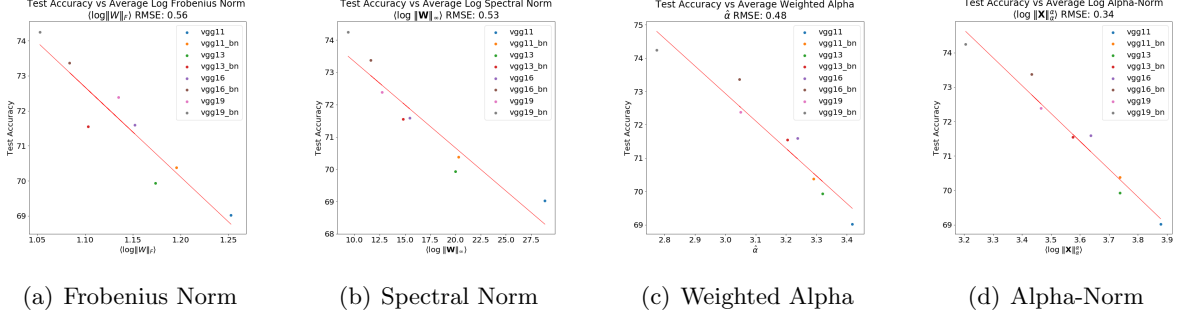 Test Accuracy vs Average Log Frobenius Norm
⟨log‖W‖F⟩ RMSE: 0.56
Test Accuracy
74
73
72
71
70
69
vgg11
vgg11_bn
vgg13
vgg13_bn
vgg16
vgg16_bn
vgg19
vgg19_bn
1.05 1.10 1.15 1.20 1.25
⟨log‖W‖F⟩
(a) Frobenius Norm
Test Accuracy vs Average Log Spectral Norm
⟨log ‖W‖∞⟩ RMSE: 0.53
Test Accuracy
74
73
72
71
70
69
68
vgg11
vgg11_bn
vgg13
vgg13_bn
vgg16
vgg16_bn
vgg19
vgg19_bn
10.0 12.5 15.0 17.5 20.0 22.5 25.0 27.5
⟨log ‖W‖∞⟩
(b) Spectral Norm
Test Accuracy vs Average Weighted Alpha
α̂ RMSE: 0.48
Test Accuracy
75
74
73
72
71
70
69
vgg11
vgg11_bn
vgg13
vgg13_bn
vgg16
vgg16_bn
vgg19
vgg19_bn
2.8 2.9 3.0 3.1 3.2 3.3 3.4
α̂
(c) Weighted Alpha
Test Accuracy vs Average Log Alpha-Norm
⟨log ‖X‖αα⟩ RMSE: 0.34
Test Accuracy
74
73
72
71
70
69
vgg11
vgg11_bn
vgg13
vgg13_bn
vgg16
vgg16_bn
vgg19
vgg19_bn
3.2 3.3 3.4 3.5 3.6 3.7 3.8 3.9
⟨log ‖X‖αα⟩
(d) Alpha-Norm